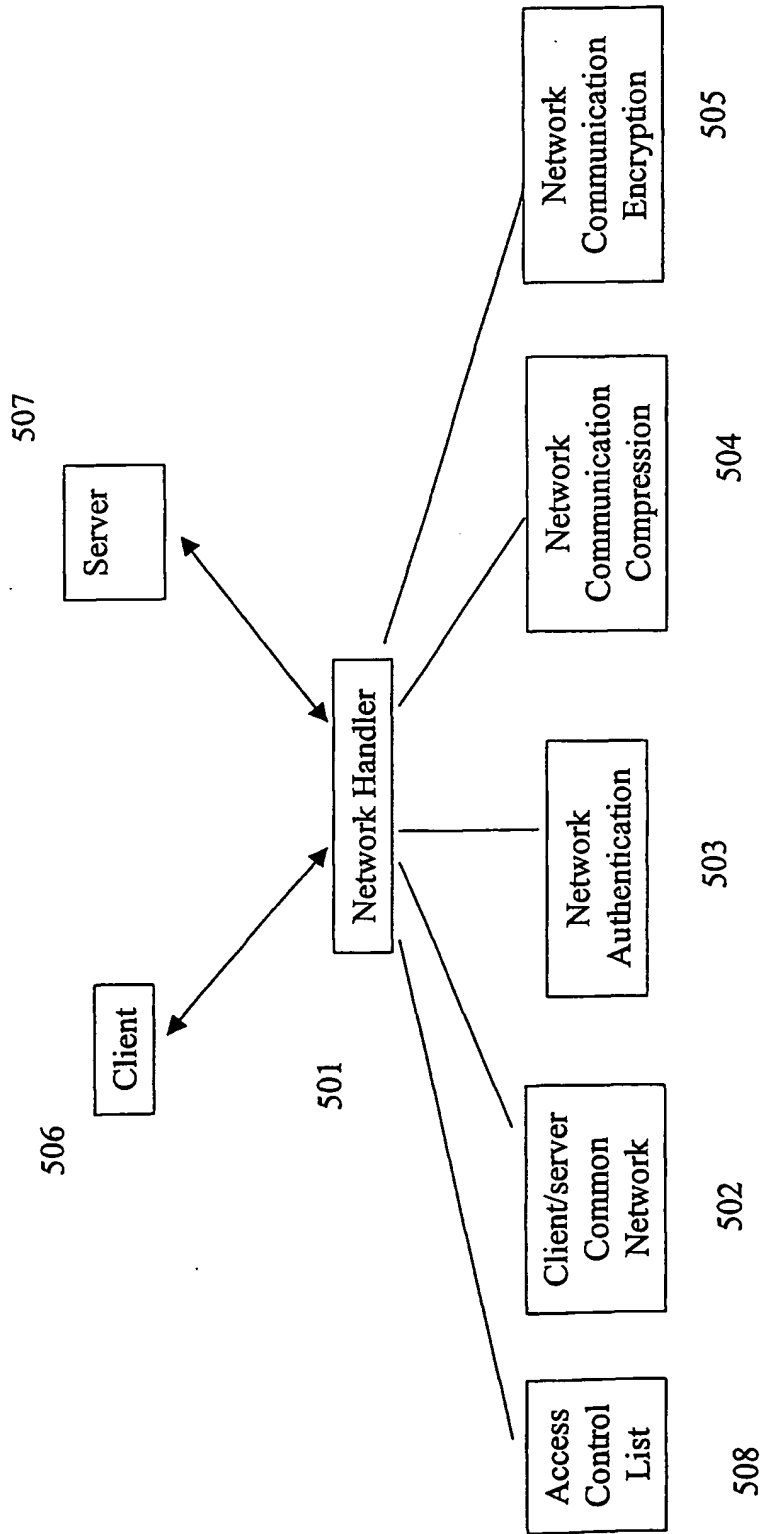 506
Client
507
Server
501
Network Handler
Access
Control
List
508
Client/server
Common
Network
502
Network
Authentication
503
Network
Communication
Compression
504
Network
Communication
Encryption
505